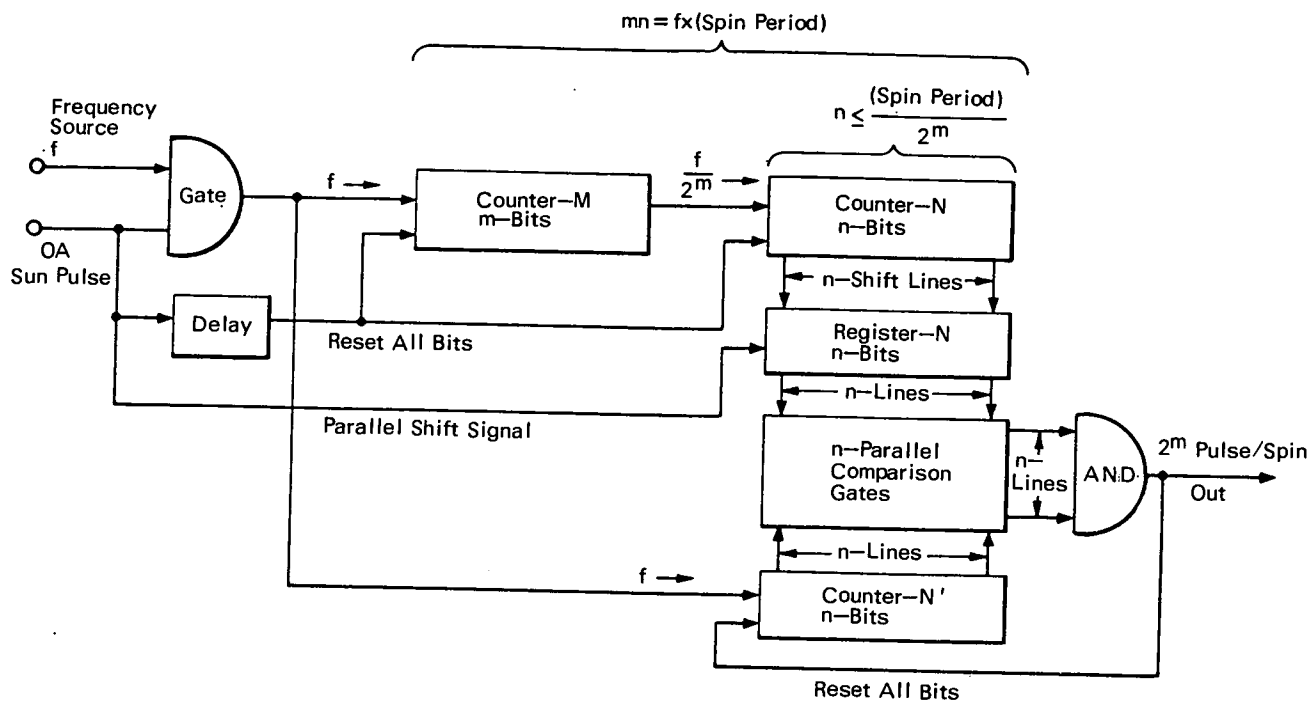 mn = fx(Spin Period)
n ≤ (Spin Period) / 2^m
Frequency
Source
f
Gate
f
Counter–M
m–Bits
f / 2^m
Counter–N
n–Bits
OA
Sun Pulse
n–Shift Lines
Delay
Reset All Bits
Register–N
n–Bits
n–Lines
Parallel Shift Signal
n–Parallel
Comparison
Gates
n–
Lines
AND
2^m Pulse/Spin
Out
n–Lines
f
Counter–N'
n–Bits
Reset All Bits